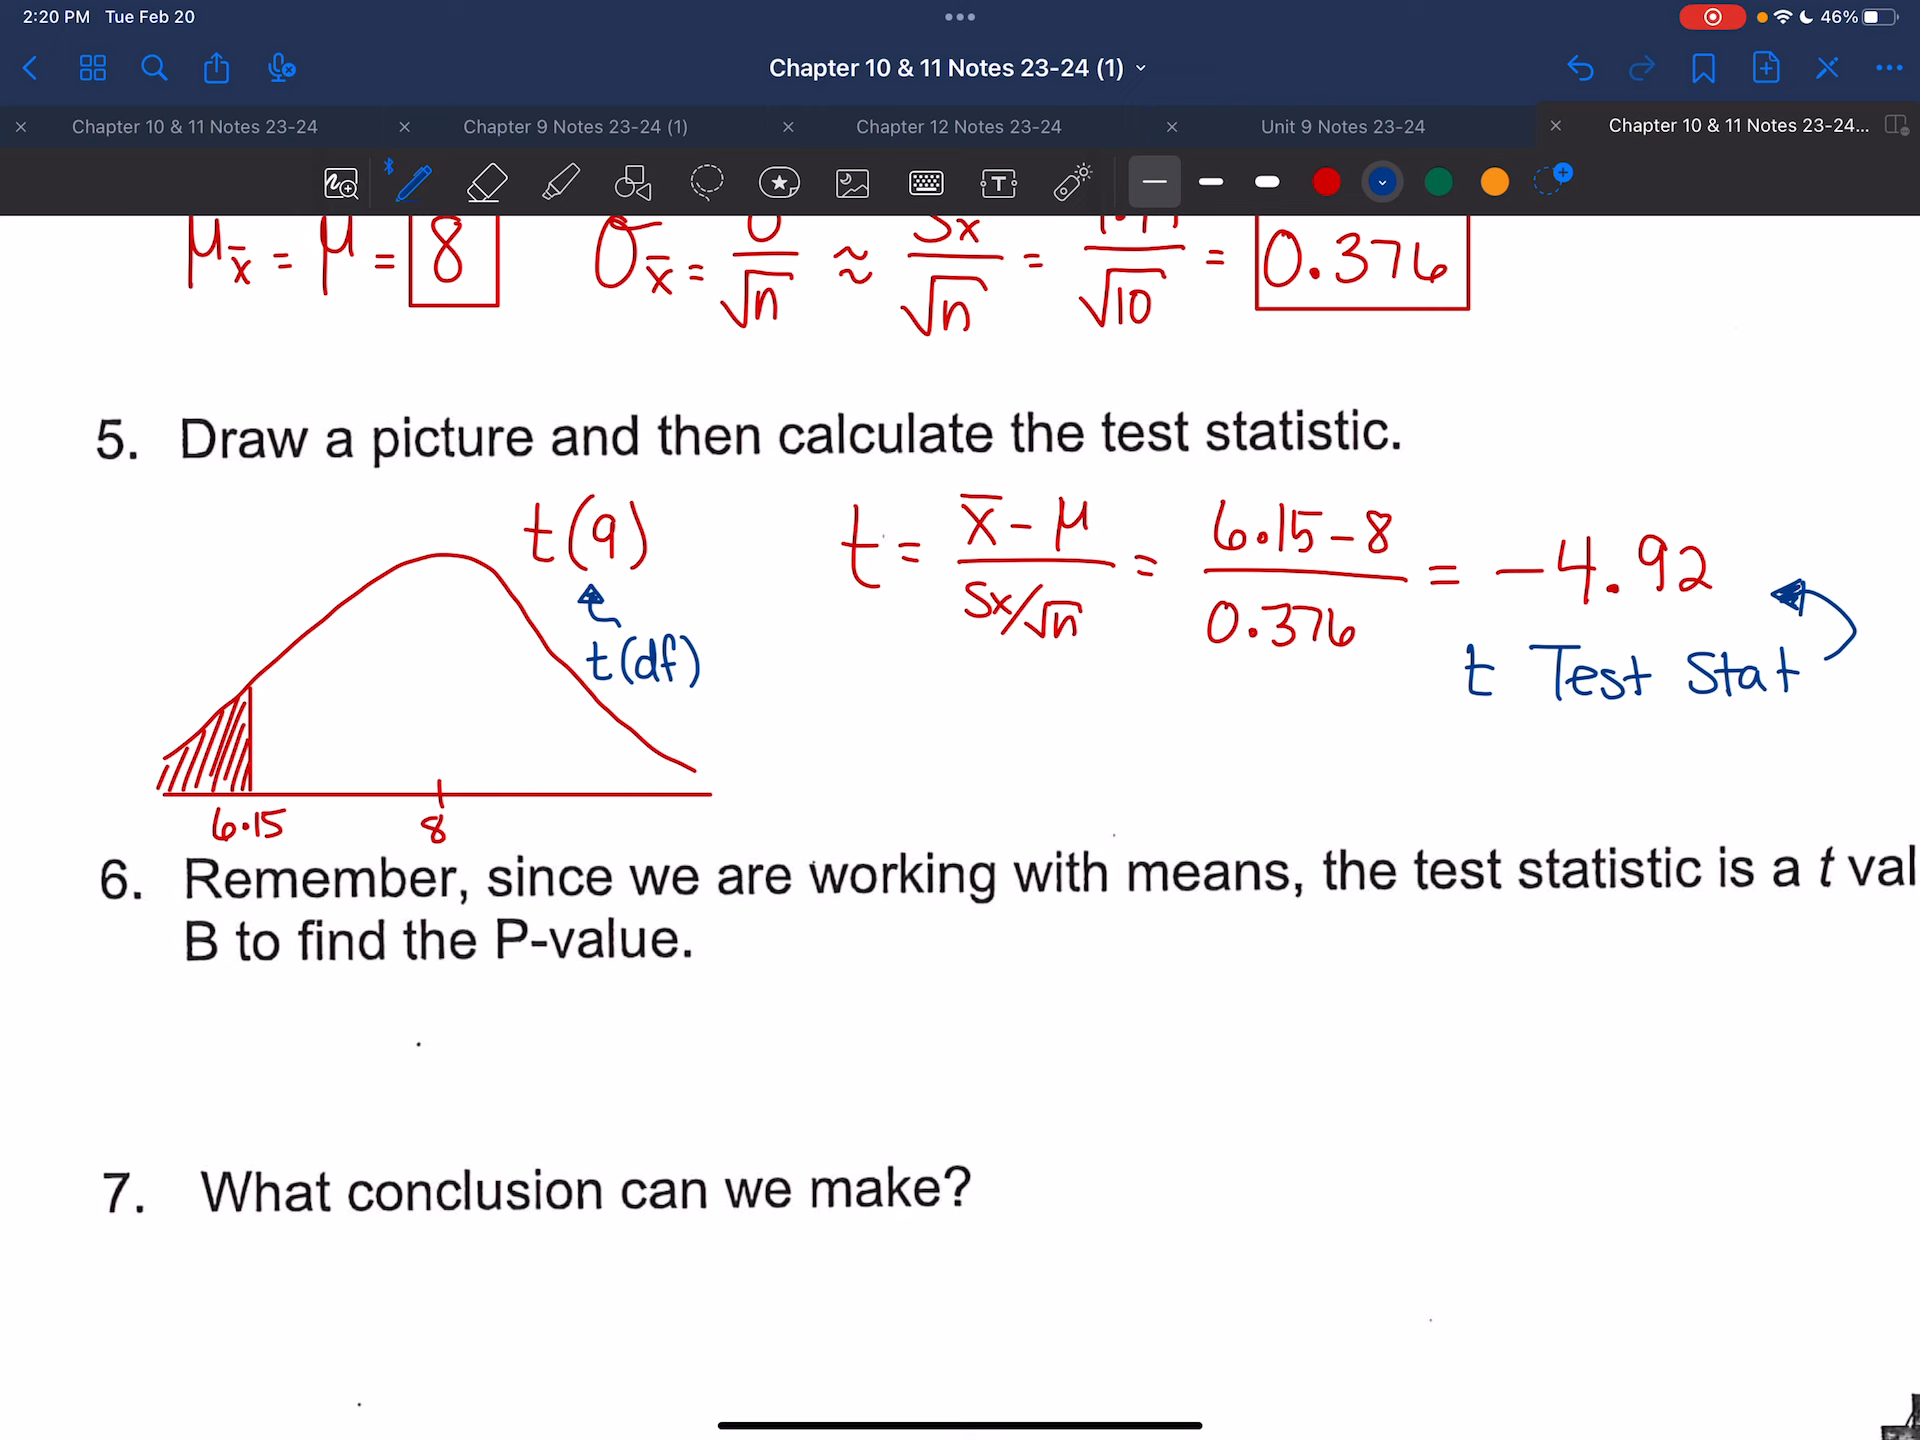 2:20 PM Tue Feb 20
46%
Chapter 10 & 11 Notes 23-24 (1)
Chapter 10 & 11 Notes 23-24
Chapter 9 Notes 23-24 (1)
Chapter 12 Notes 23-24
Unit 9 Notes 23-24
Chapter 10 & 11 Notes 23-24...
μx̄ = μ = 8 σx̄ = σ/√n ≈ Sx/√n = /√10 = 0.376
5. Draw a picture and then calculate the test statistic.
t(9)
t = x̄ - μ / Sx/√n = 6.15 - 8 / 0.376 = -4.92
t(df)
t Test Stat
6.15 8
6. Remember, since we are working with means, the test statistic is a t val
B to find the P-value.
7. What conclusion can we make?